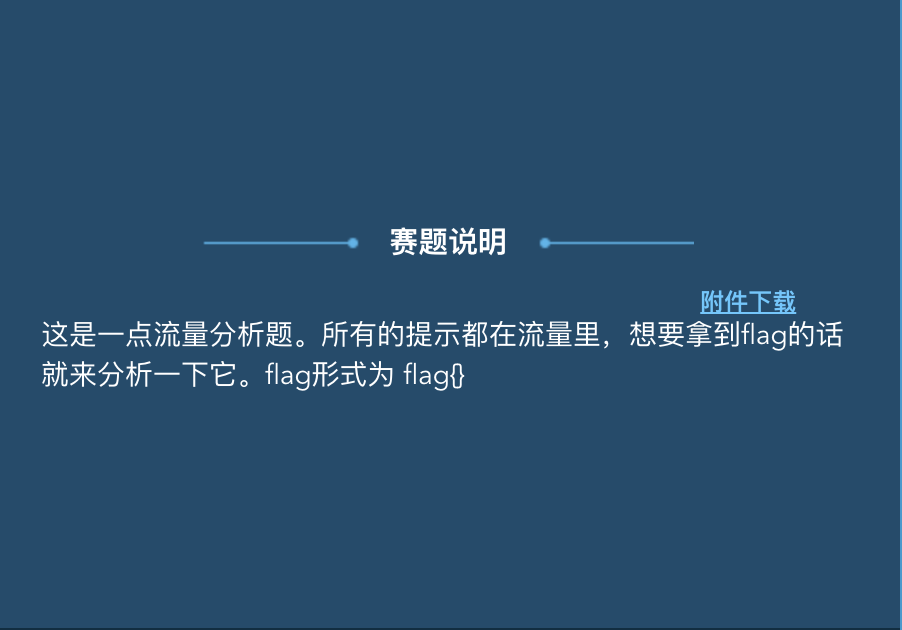 赛题说明
附件下载
这是一点流量分析题。所有的提示都在流量里，想要拿到flag的话
就来分析一下它。flag形式为 flag{}